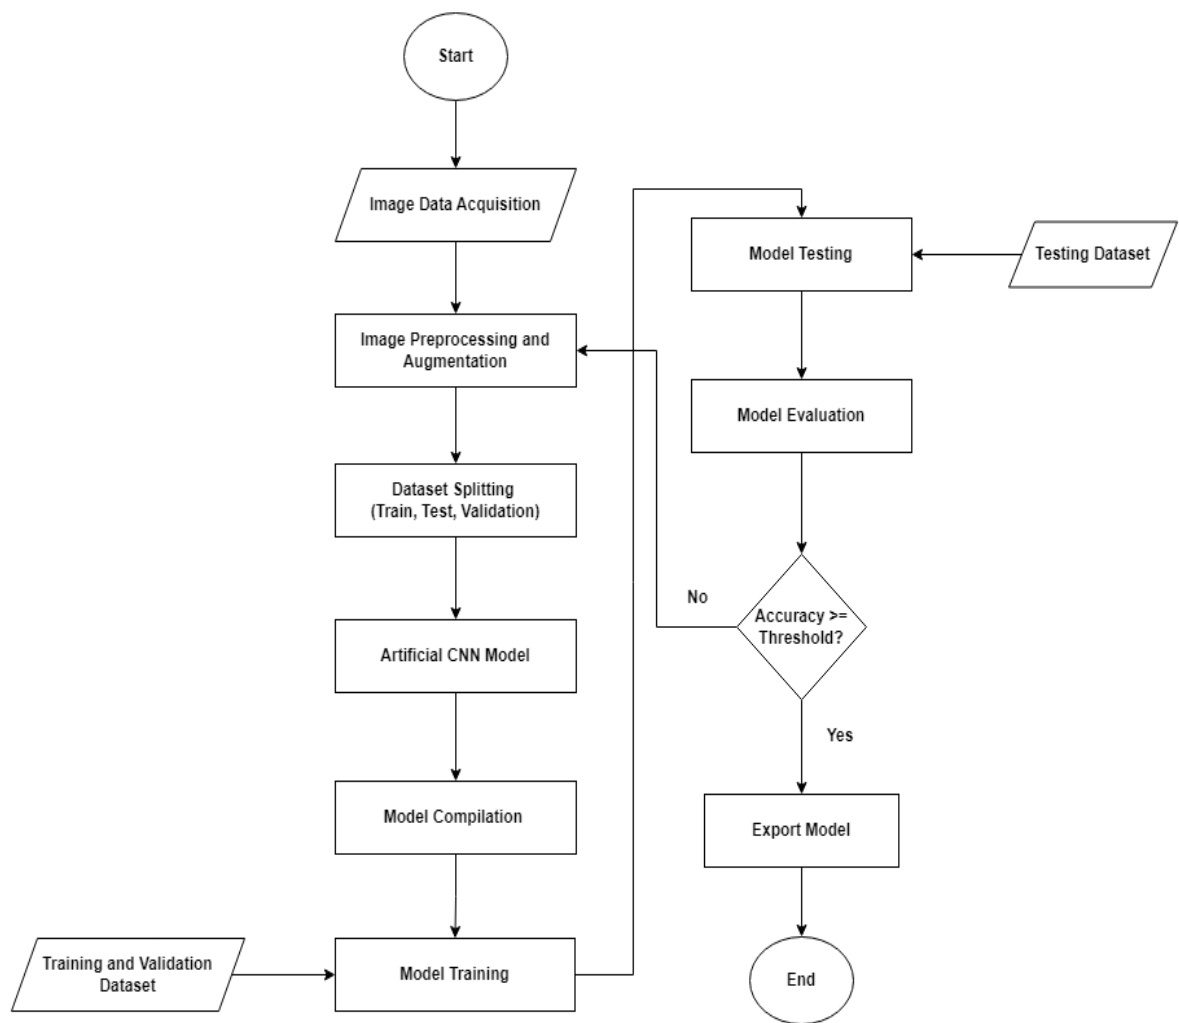 Start
Image Data Acquisition
Image Preprocessing and
Augmentation
Dataset Splitting
(Train, Test, Validation)
Artificial CNN Model
Model Compilation
Training and Validation
Dataset
Model Training
Model Testing
Testing Dataset
Model Evaluation
No
Accuracy >=
Threshold?
Yes
Export Model
End